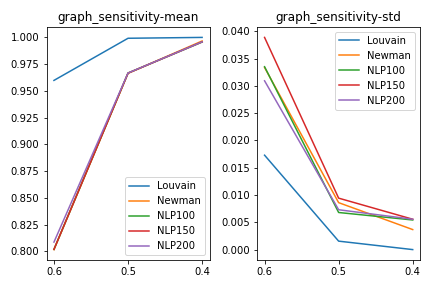 graph_sensitivity-mean
1.000
0.975
0.950
0.925
0.900
0.875
0.850
0.825
0.800
0.6
0.5
0.4
Louvain
Newman
NLP100
NLP150
NLP200
graph_sensitivity-std
0.040
0.035
0.030
0.025
0.020
0.015
0.010
0.005
0.000
0.6
0.5
0.4
Louvain
Newman
NLP100
NLP150
NLP200